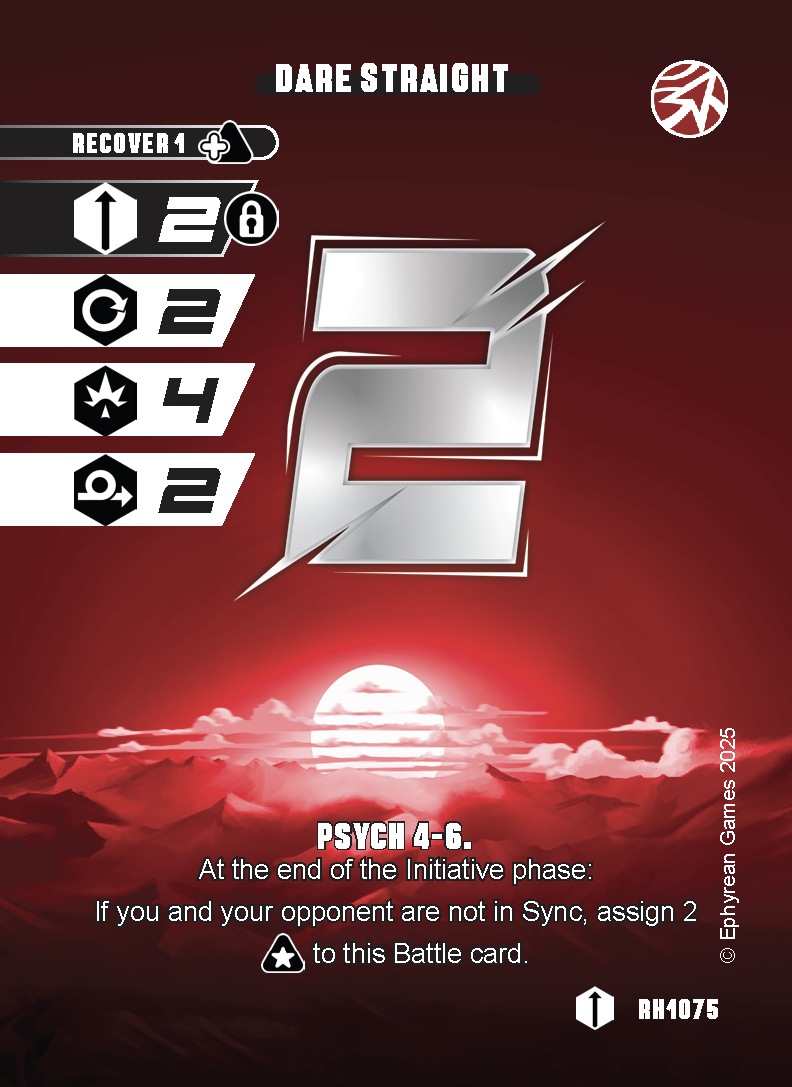 DARE STRAIGHT
RECOVER 1
2
2
4
2
2
PSYCH 4-6.
At the end of the Initiative phase:
If you and your opponent are not in Sync, assign 2
to this Battle card.
© Ephyrean Games 2025
RH1075